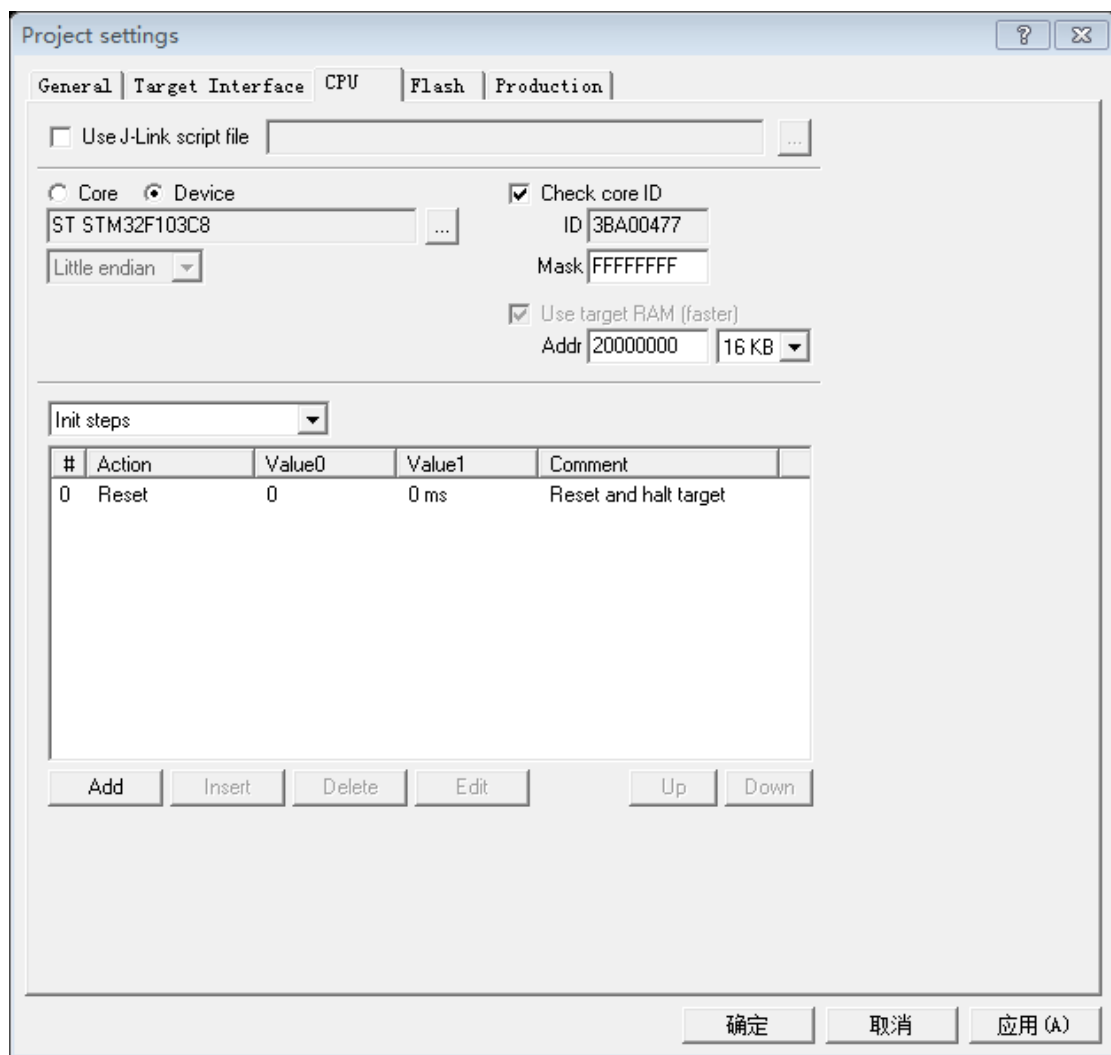 Project settings
General Target Interface CPU Flash Production
Use J-Link script file ...
Core Device Check core ID
ST STM32F103C8 ... ID 3BA00477
Little endian Mask FFFFFFFF
Use target RAM (faster)
Addr 20000000 16 KB
Init steps
# Action Value0 Value1 Comment
0 Reset 0 0 ms Reset and halt target
Add Insert Delete Edit Up Down
确定 取消 应用(A)